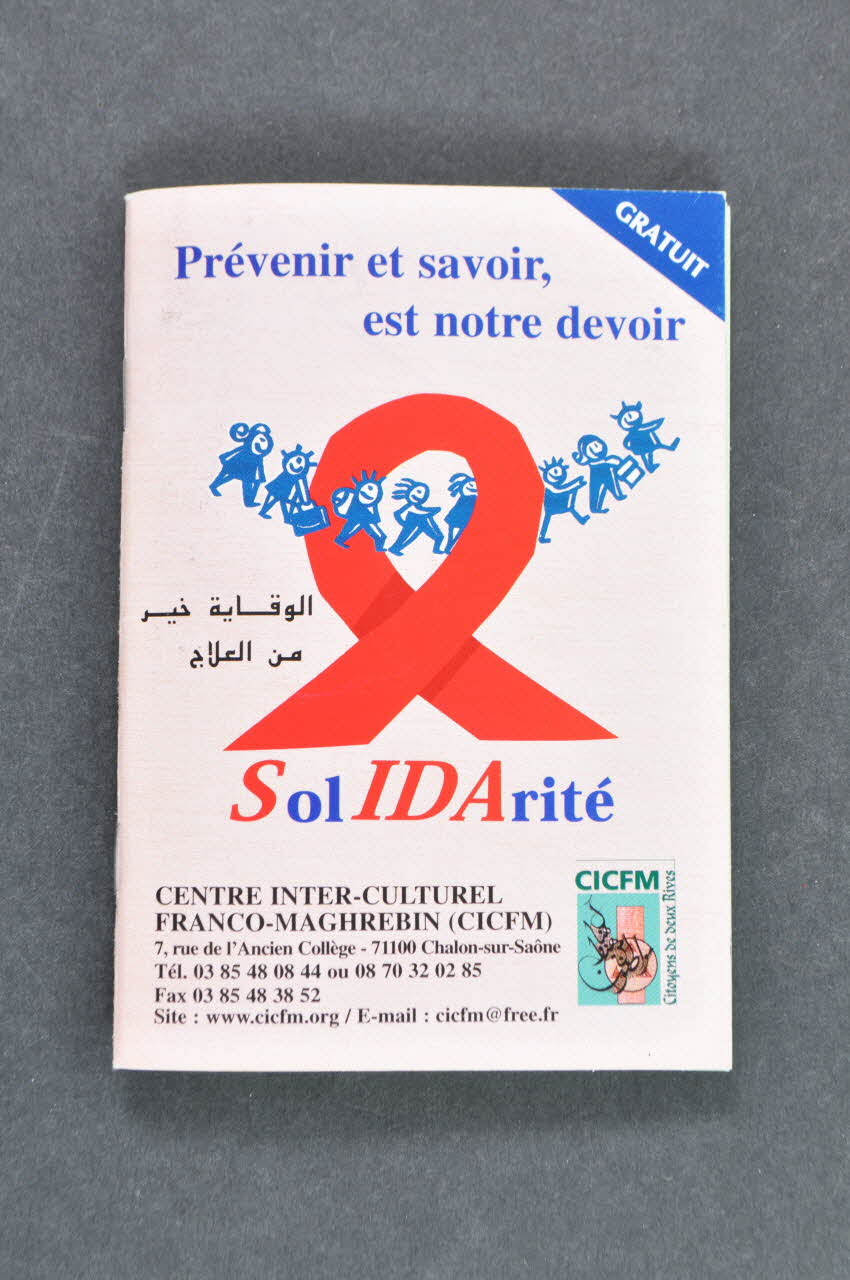 GRATUIT
Prévenir et savoir,
est notre devoir
الوقـــاية خيـــر
من العلاج
SolIDArité
CENTRE INTER-CULTUREL
FRANCO-MAGHREBIN (CICFM)
7, rue de l'Ancien Collège - 71100 Chalon-sur-Saône
Tél. 03 85 48 08 44 ou 08 70 32 02 85
Fax 03 85 48 38 52
Site : www.cicfm.org / E-mail : cicfm@free.fr
CICFM
Citoyens de deux Rives